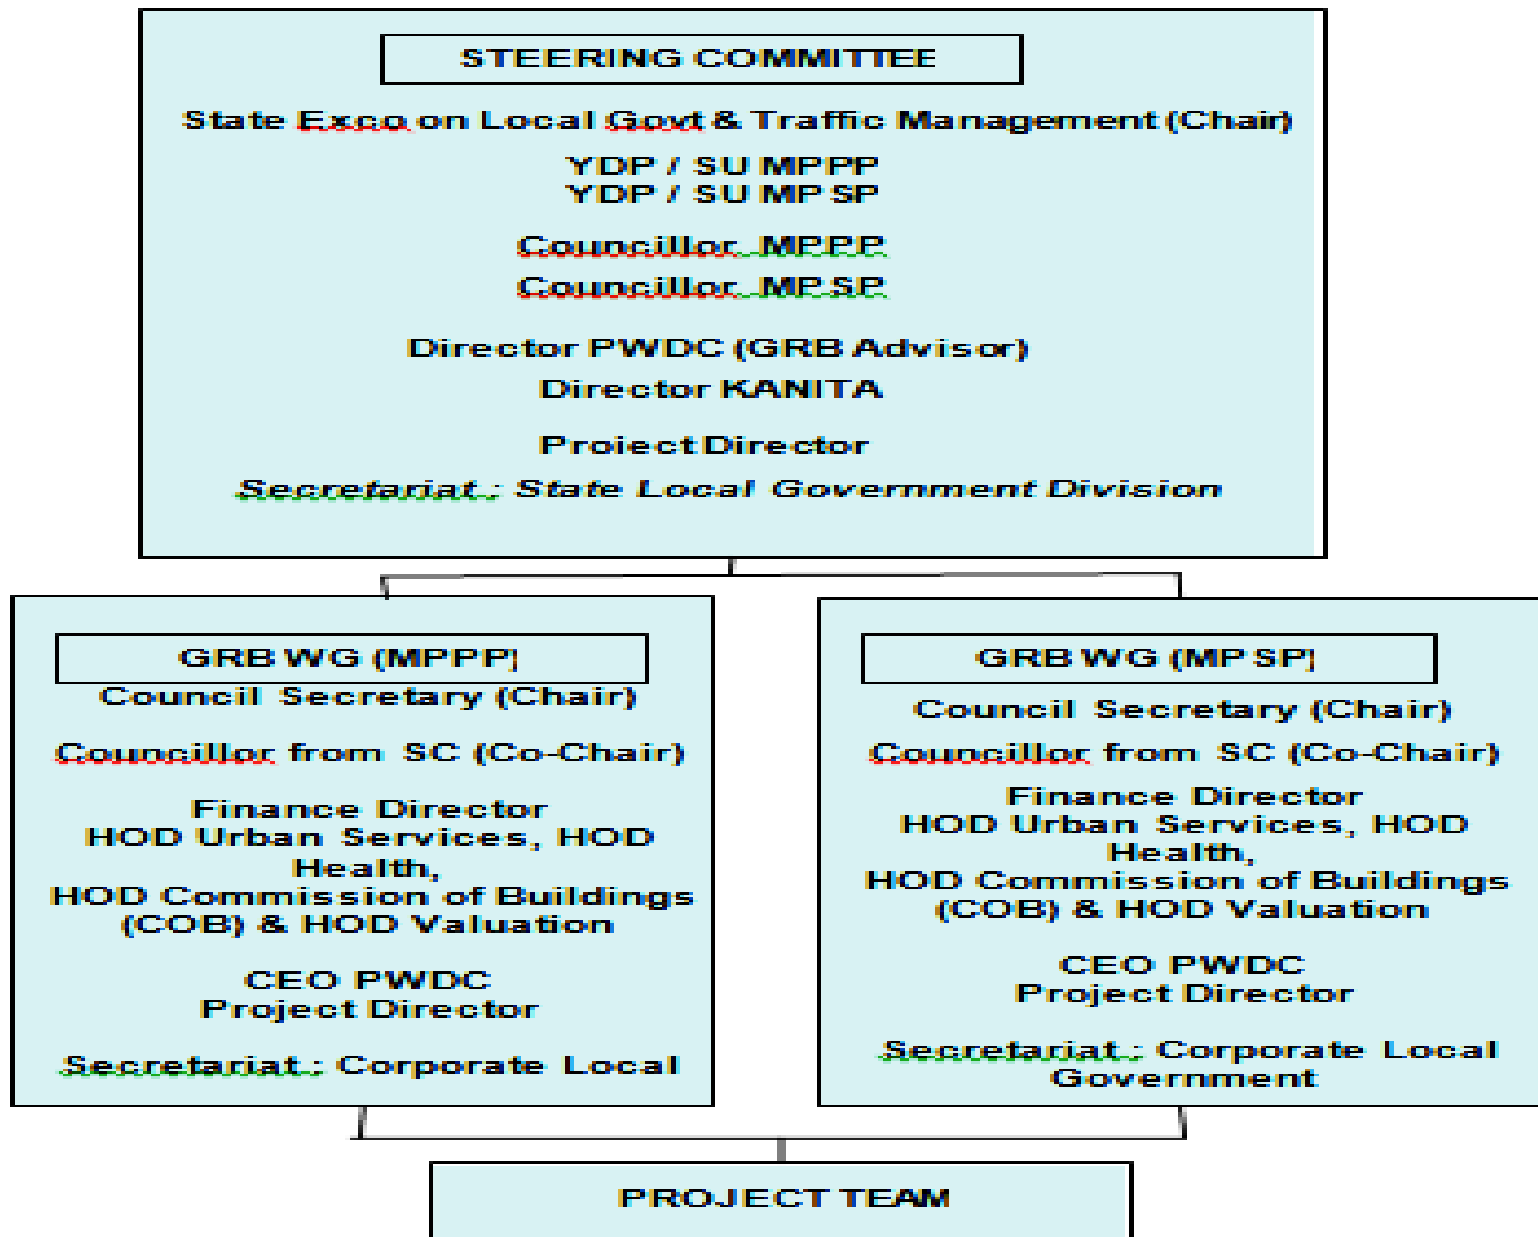 STEERING COMMITTEE
State Exco on Local Govt & Traffic Management (Chair)
YDP / SU MPPP
YDP / SU MPSP
Councillor MPPP
Councillor MPSP
Director PWDC (GRB Advisor)
Director KANITA
Project Director
Secretariat : State Local Government Division
GRB WG (MPPP)
Council Secretary (Chair)
Councillor from SC (Co-Chair)
Finance Director
HOD Urban Services, HOD
Health,
HOD Commission of Buildings
(COB) & HOD Valuation
CEO PWDC
Project Director
Secretariat : Corporate Local
GRB WG (MPSP)
Council Secretary (Chair)
Councillor from SC (Co-Chair)
Finance Director
HOD Urban Services, HOD
Health,
HOD Commission of Buildings
(COB) & HOD Valuation
CEO PWDC
Project Director
Secretariat : Corporate Local
Government
PROJECT TEAM